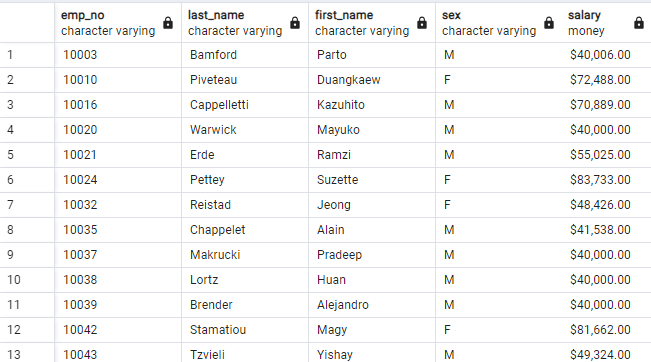 emp_no last_name first_name sex salary
character varying character varying character varying character varying money
1 10003 Bamford Parto M $40,006.00
2 10010 Piveteau Duangkaew F $72,488.00
3 10016 Cappelletti Kazuhito M $70,889.00
4 10020 Warwick Mayuko M $40,000.00
5 10021 Erde Ramzi M $55,025.00
6 10024 Pettey Suzette F $83,733.00
7 10032 Reistad Jeong F $48,426.00
8 10035 Chappelet Alain M $41,538.00
9 10037 Makrucki Pradeep M $40,000.00
10 10038 Lortz Huan M $40,000.00
11 10039 Brender Alejandro M $40,000.00
12 10042 Stamatiou Magy F $81,662.00
13 10043 Tzvieli Yishay M $49,324.00